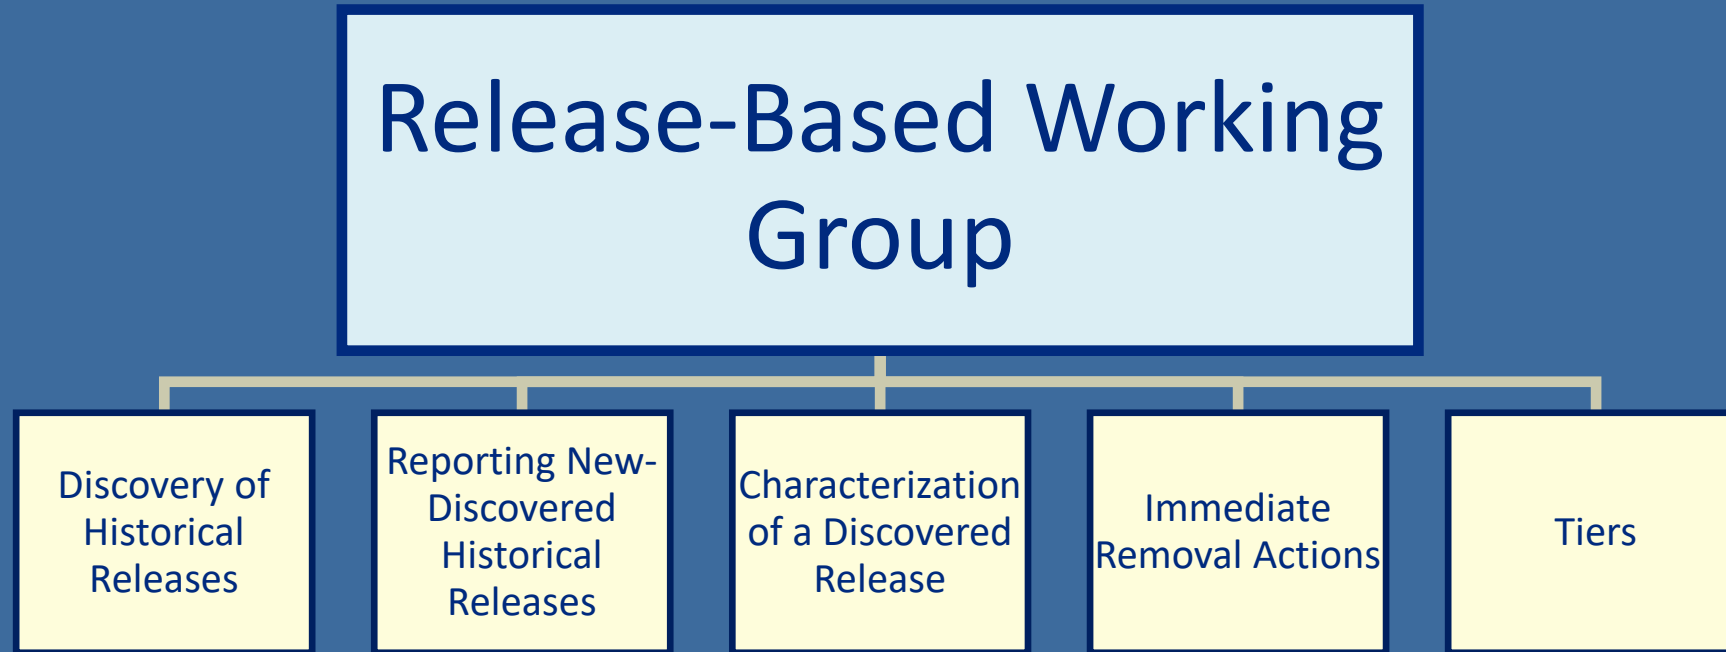 Release-Based Working
Group
Discovery of
Historical
Releases
Reporting New-
Discovered
Historical
Releases
Characterization
of a Discovered
Release
Immediate
Removal Actions
Tiers